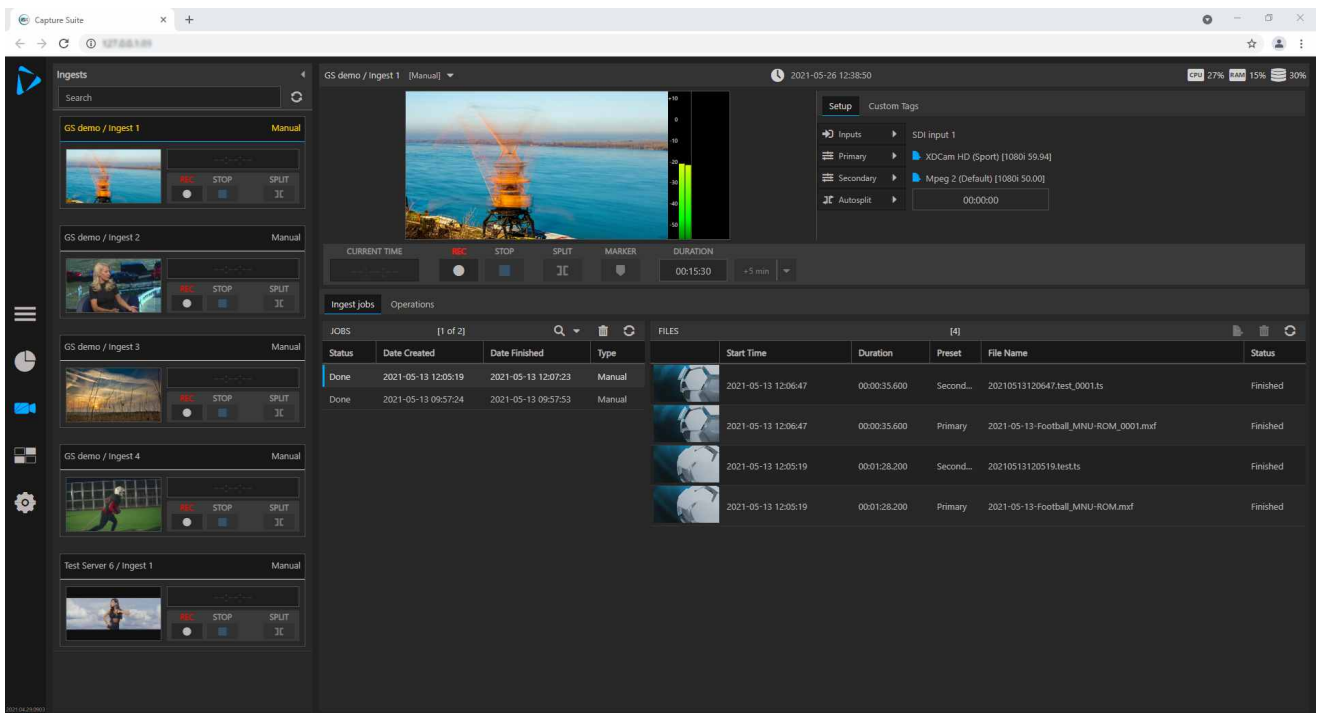 Capture Suite
Ingests
Search
GS demo / Ingest 1 Manual
REC STOP SPLIT
GS demo / Ingest 2 Manual
REC STOP SPLIT
GS demo / Ingest 3 Manual
REC STOP SPLIT
GS demo / Ingest 4 Manual
REC STOP SPLIT
Test Server 6 / Ingest 1 Manual
REC STOP SPLIT
GS demo / Ingest 1 [Manual] 2021-05-26 12:38:50 CPU 27% RAM 15% 30%
+10
0
-10
-20
-30
-40
-50
Setup Custom Tags
Inputs SDI input 1
Primary XDCam HD (Sport) [1080i 59.94]
Secondary Mpeg 2 (Default) [1080i 50.00]
Autosplit 00:00:00
CURRENT TIME REC STOP SPLIT MARKER DURATION
00:15:30 +5 min
Ingest jobs Operations
JOBS [1 of 2]
Status Date Created Date Finished Type
Done 2021-05-13 12:05:19 2021-05-13 12:07:23 Manual
Done 2021-05-13 09:57:24 2021-05-13 09:57:53 Manual
FILES [4]
Start Time Duration Preset File Name Status
2021-05-13 12:06:47 00:00:35.600 Second... 20210513120647.test_0001.ts Finished
2021-05-13 12:06:47 00:00:35.600 Primary 2021-05-13-Football_MNU-ROM_0001.mxf Finished
2021-05-13 12:05:19 00:01:28.200 Second... 20210513120519.test.ts Finished
2021-05-13 12:05:19 00:01:28.200 Primary 2021-05-13-Football_MNU-ROM.mxf Finished